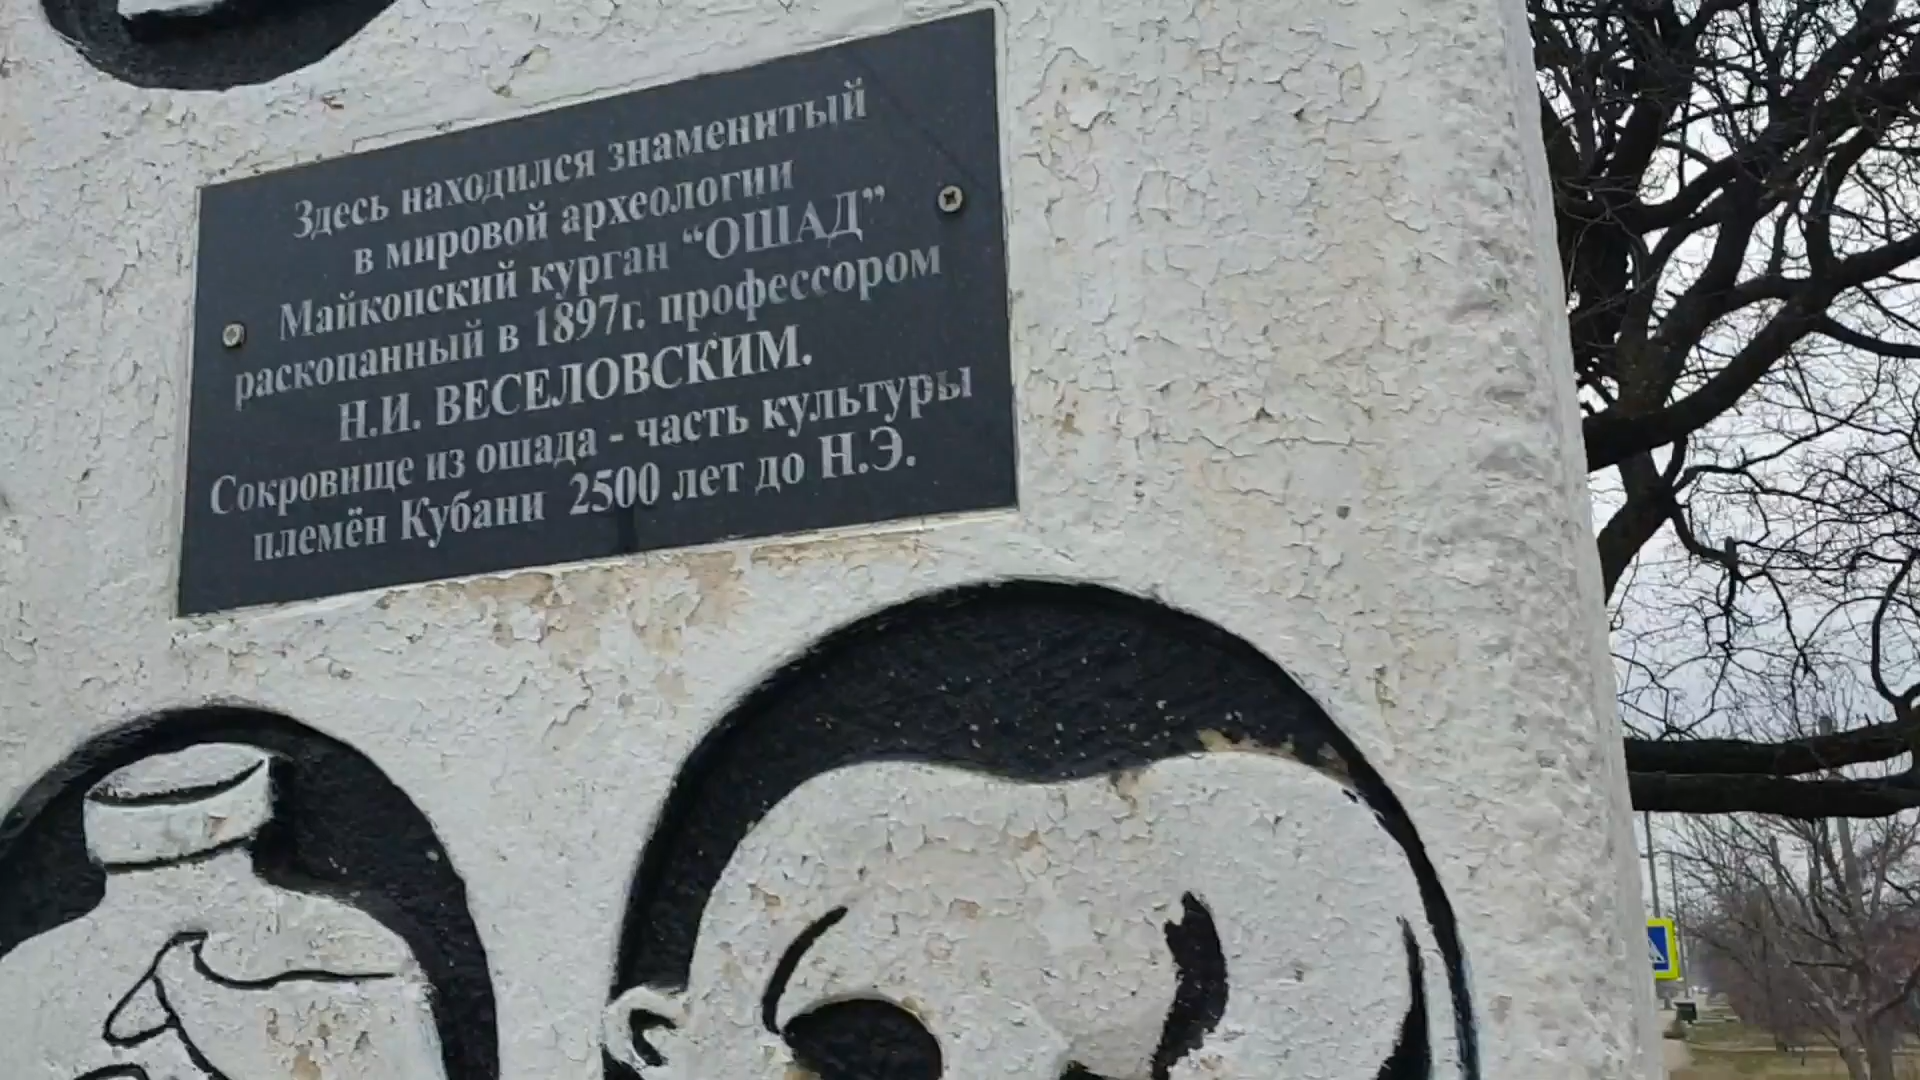 Здесь находился знаменитый
в мировой археологии
Майкопский курган “ОШАД”
раскопанный в 1897г. профессором
Н.И. ВЕСЕЛОВСКИМ.
Сокровище из ошада - часть культуры
племён Кубани 2500 лет до Н.Э.